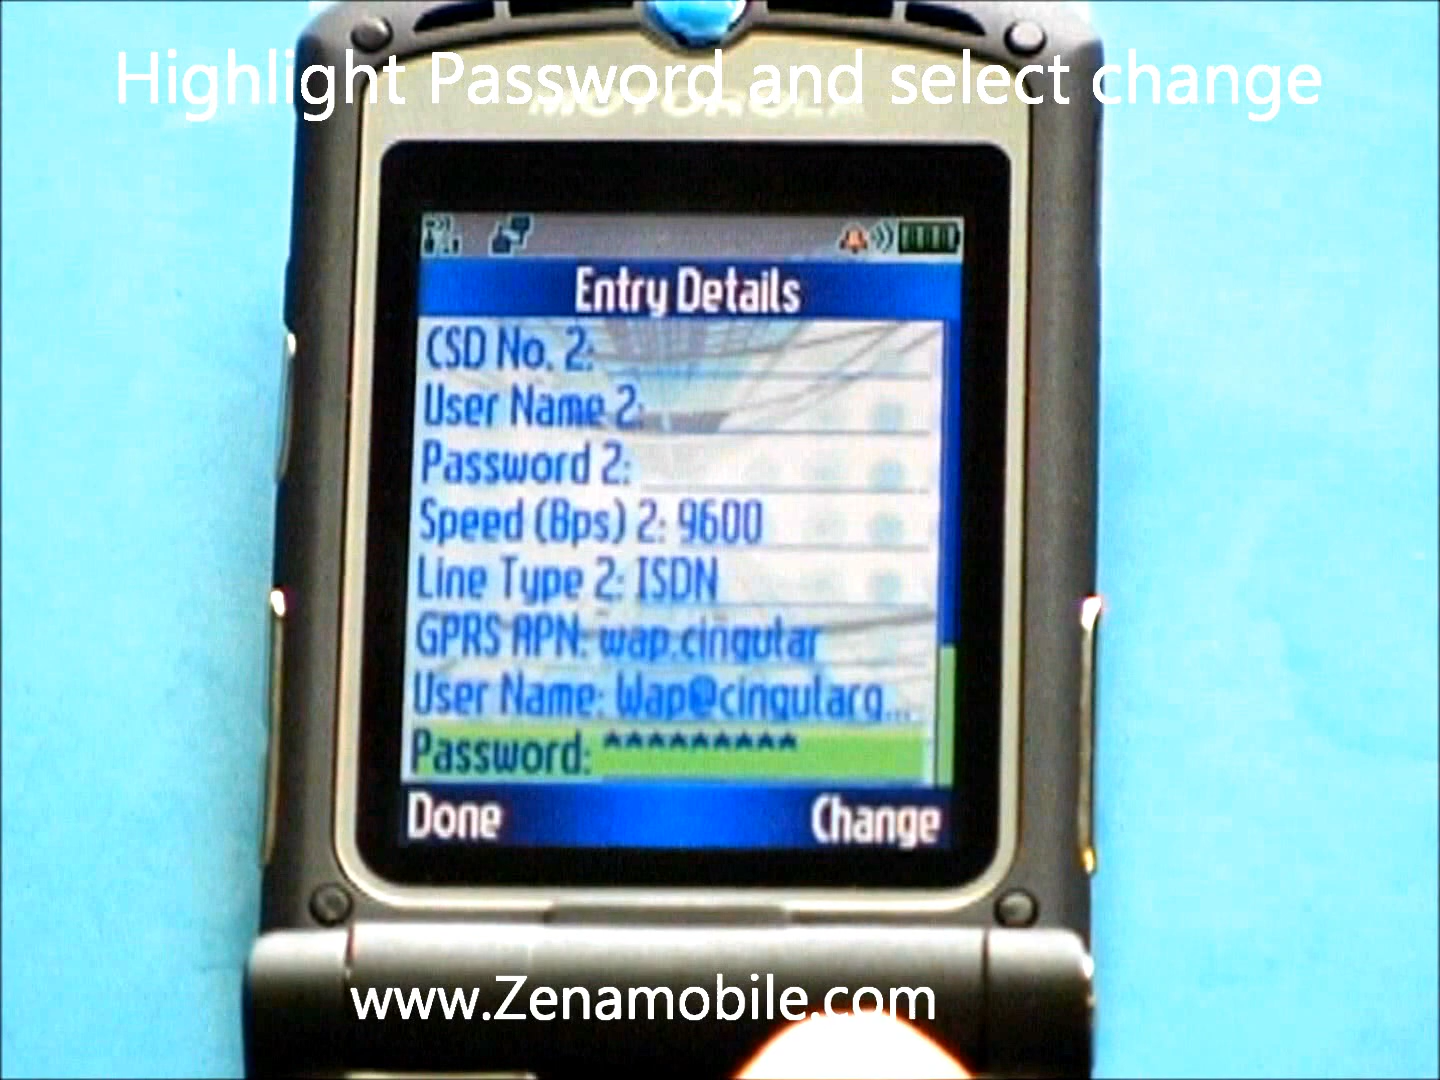 Highlight Password and select change
MOTOROLA
Entry Details
CSD No. 2:
User Name 2:
Password 2:
Speed (Bps) 2: 9600
Line Type 2: ISDN
GPRS APN: wap.cingular
User Name: Wap@cingularg...
Password: *********
Done Change
www.Zenamobile.com